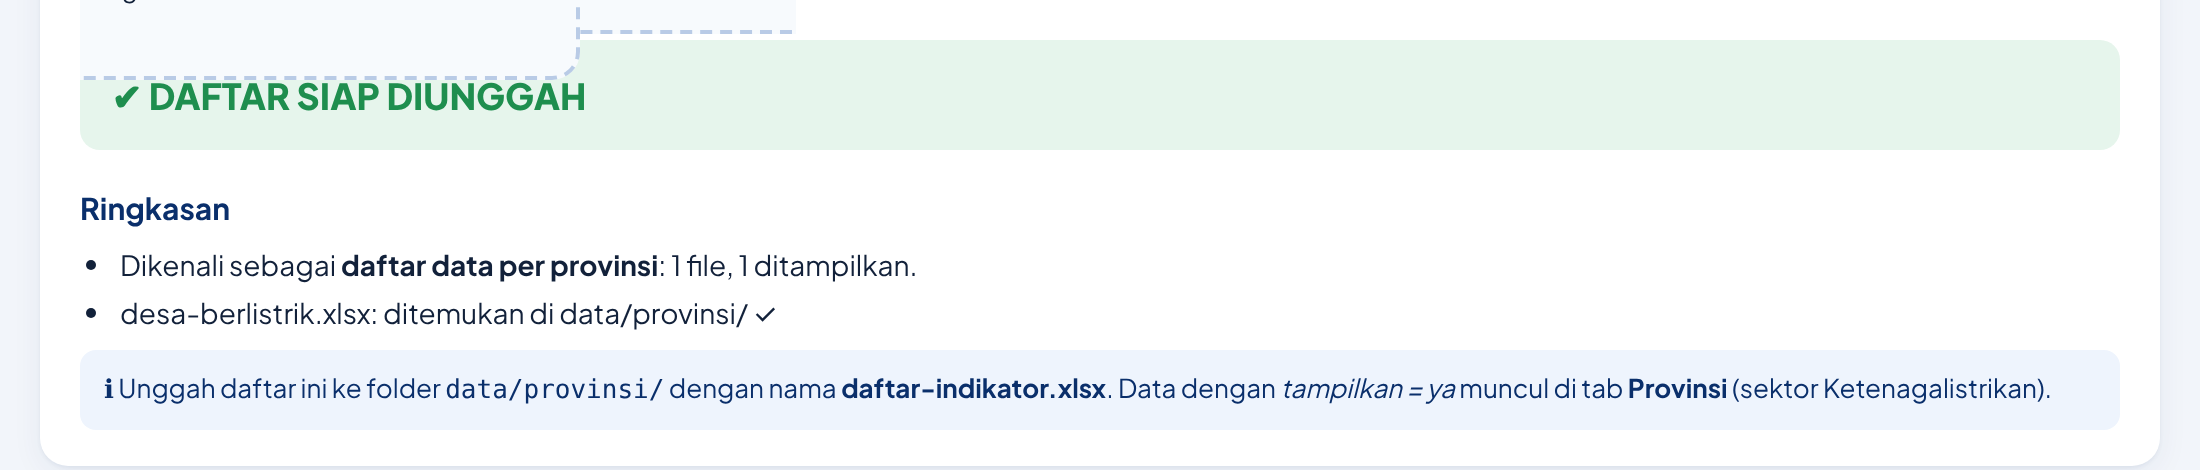 ✔ DAFTAR SIAP DIUNGGAH
Ringkasan
• Dikenali sebagai daftar data per provinsi: 1 file, 1 ditampilkan.
• desa-berlistrik.xlsx: ditemukan di data/provinsi/ ✓
ℹ Unggah daftar ini ke folder data/provinsi/ dengan nama daftar-indikator.xlsx. Data dengan tampilkan = ya muncul di tab Provinsi (sektor Ketenagalistrikan).